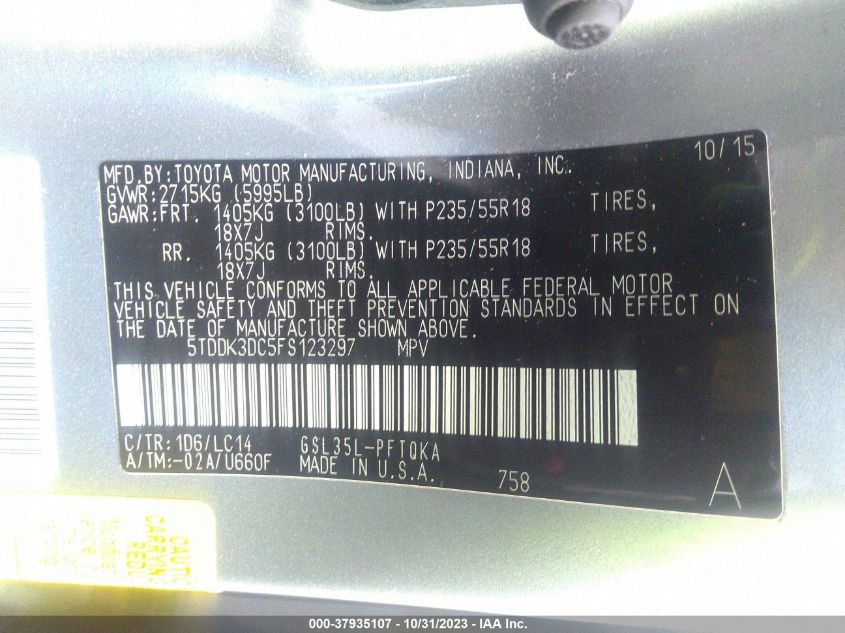 MFD.BY:TOYOTA MOTOR MANUFACTURING, INDIANA, INC. 10/15
GVWR:2715KG (5995LB)
GAWR:FRT. 1405KG (3100LB) WITH P235/55R18 TIRES,
18X7J RIMS.
RR. 1405KG (3100LB) WITH P235/55R18 TIRES,
18X7J RIMS.
THIS VEHICLE CONFORMS TO ALL APPLICABLE FEDERAL MOTOR
VEHICLE SAFETY AND THEFT PREVENTION STANDARDS IN EFFECT ON
THE DATE OF MANUFACTURE SHOWN ABOVE.
5TDDK3DC5FS123297 MPV
C/TR:1D6/LC14 GSL35L-PFTQKA
A/TM:-02A/U660F MADE IN U.S.A. 758 A
CAUTIO
CARRYING
REDU
000-37935107 - 10/31/2023 - IAA Inc.